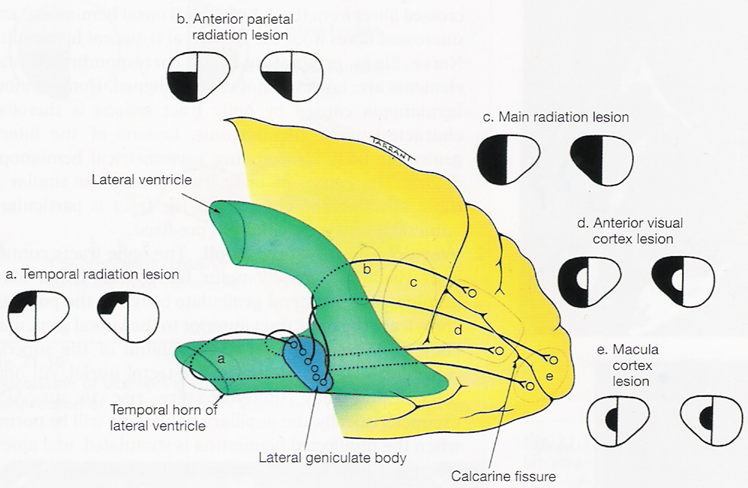 b. Anterior parietal
radiation lesion
c. Main radiation lesion
TARRANT
Lateral ventricle
d. Anterior visual
cortex lesion
a. Temporal radiation lesion
b
c
d
a
e
e. Macula
cortex
lesion
Temporal horn of
lateral ventricle
Lateral geniculate body
Calcarine fissure